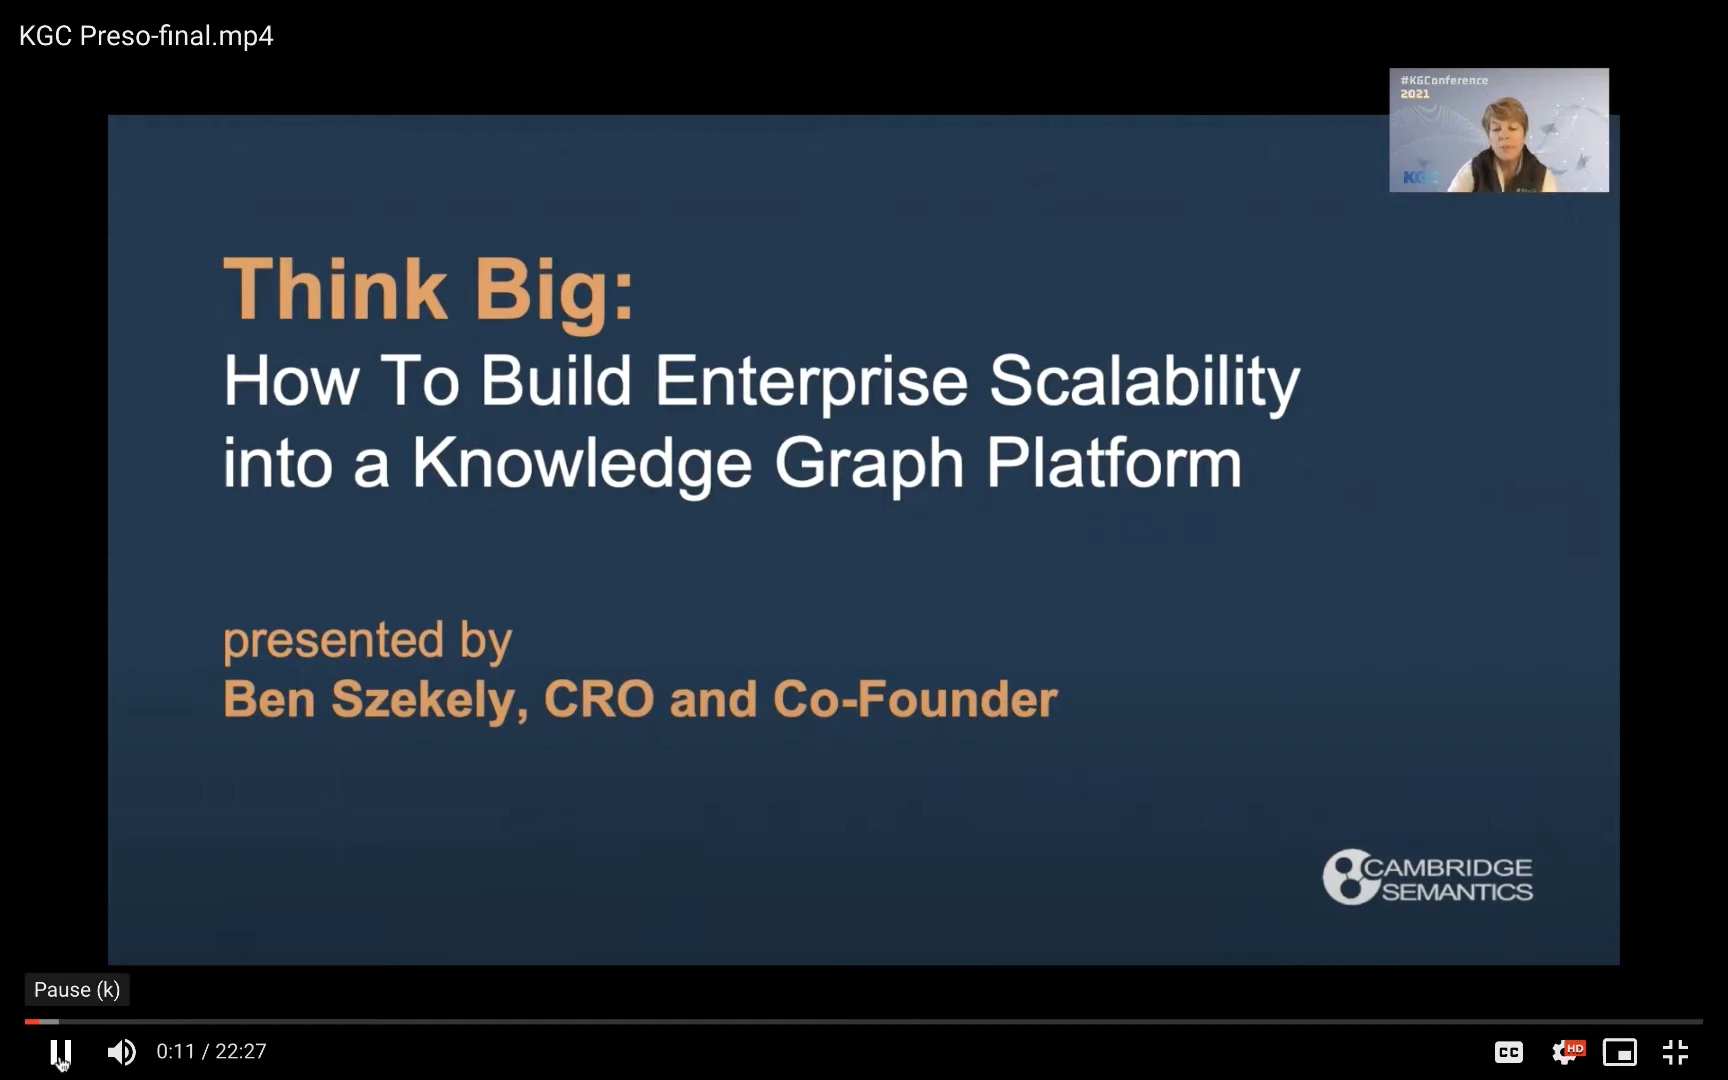 KGC Preso-final.mp4
#KGConference
2021
KGC
Think Big:
How To Build Enterprise Scalability
into a Knowledge Graph Platform
presented by
Ben Szekely, CRO and Co-Founder
CAMBRIDGE
SEMANTICS
Pause (k)
0:11 / 22:27
CC
HD